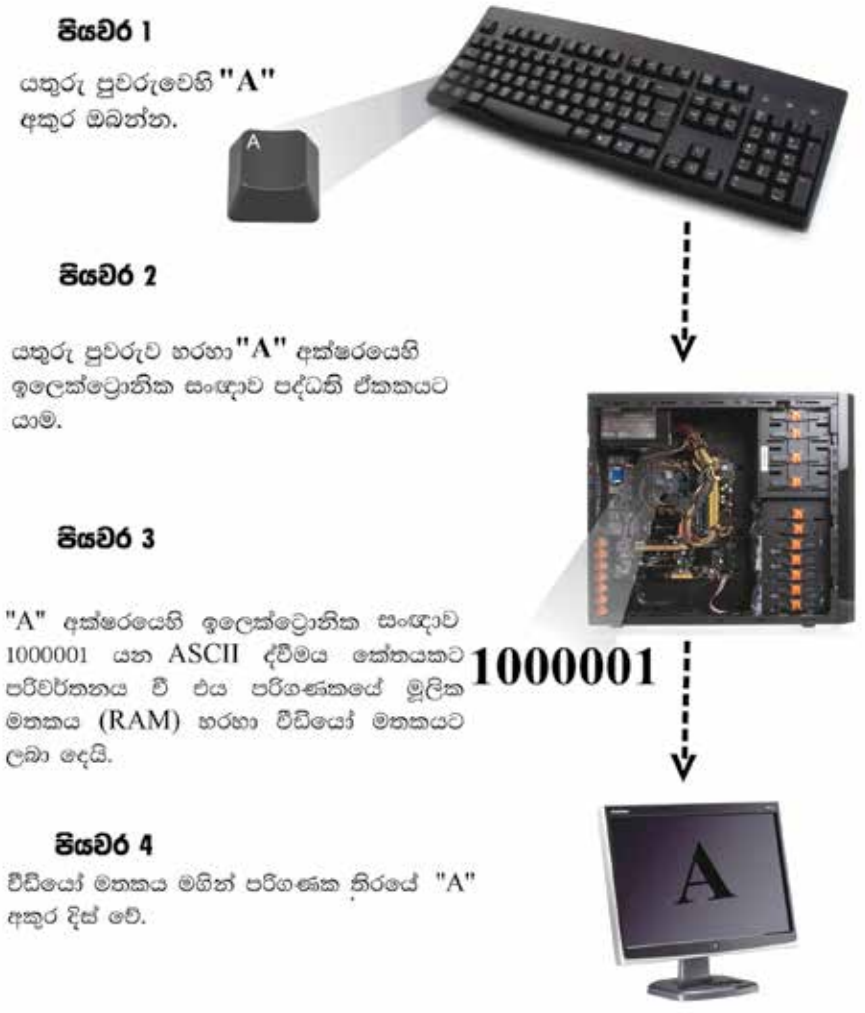 පියවර 1
යතුරු පුවරුවෙහි "A"
අකුර ඔබන්න.
A
පියවර 2
යතුරු පුවරුව හරහා "A" අක්ෂරයෙහි
ඉලෙක්ට්‍රොනික සංඥාව පද්ධති ඒකකයට
යාම.
පියවර 3
"A" අක්ෂරයෙහි ඉලෙක්ට්‍රොනික සංඥාව
1000001 යන ASCII ද්වීමය කේතයකට
පරිවර්තනය වී එය පරිගණකයේ මූලික
මතකය (RAM) හරහා වීඩියෝ මතකයට
ලබා දෙයි.
1000001
පියවර 4
වීඩියෝ මතකය මගින් පරිගණක තිරයේ "A"
අකුර දිස් වේ.
A